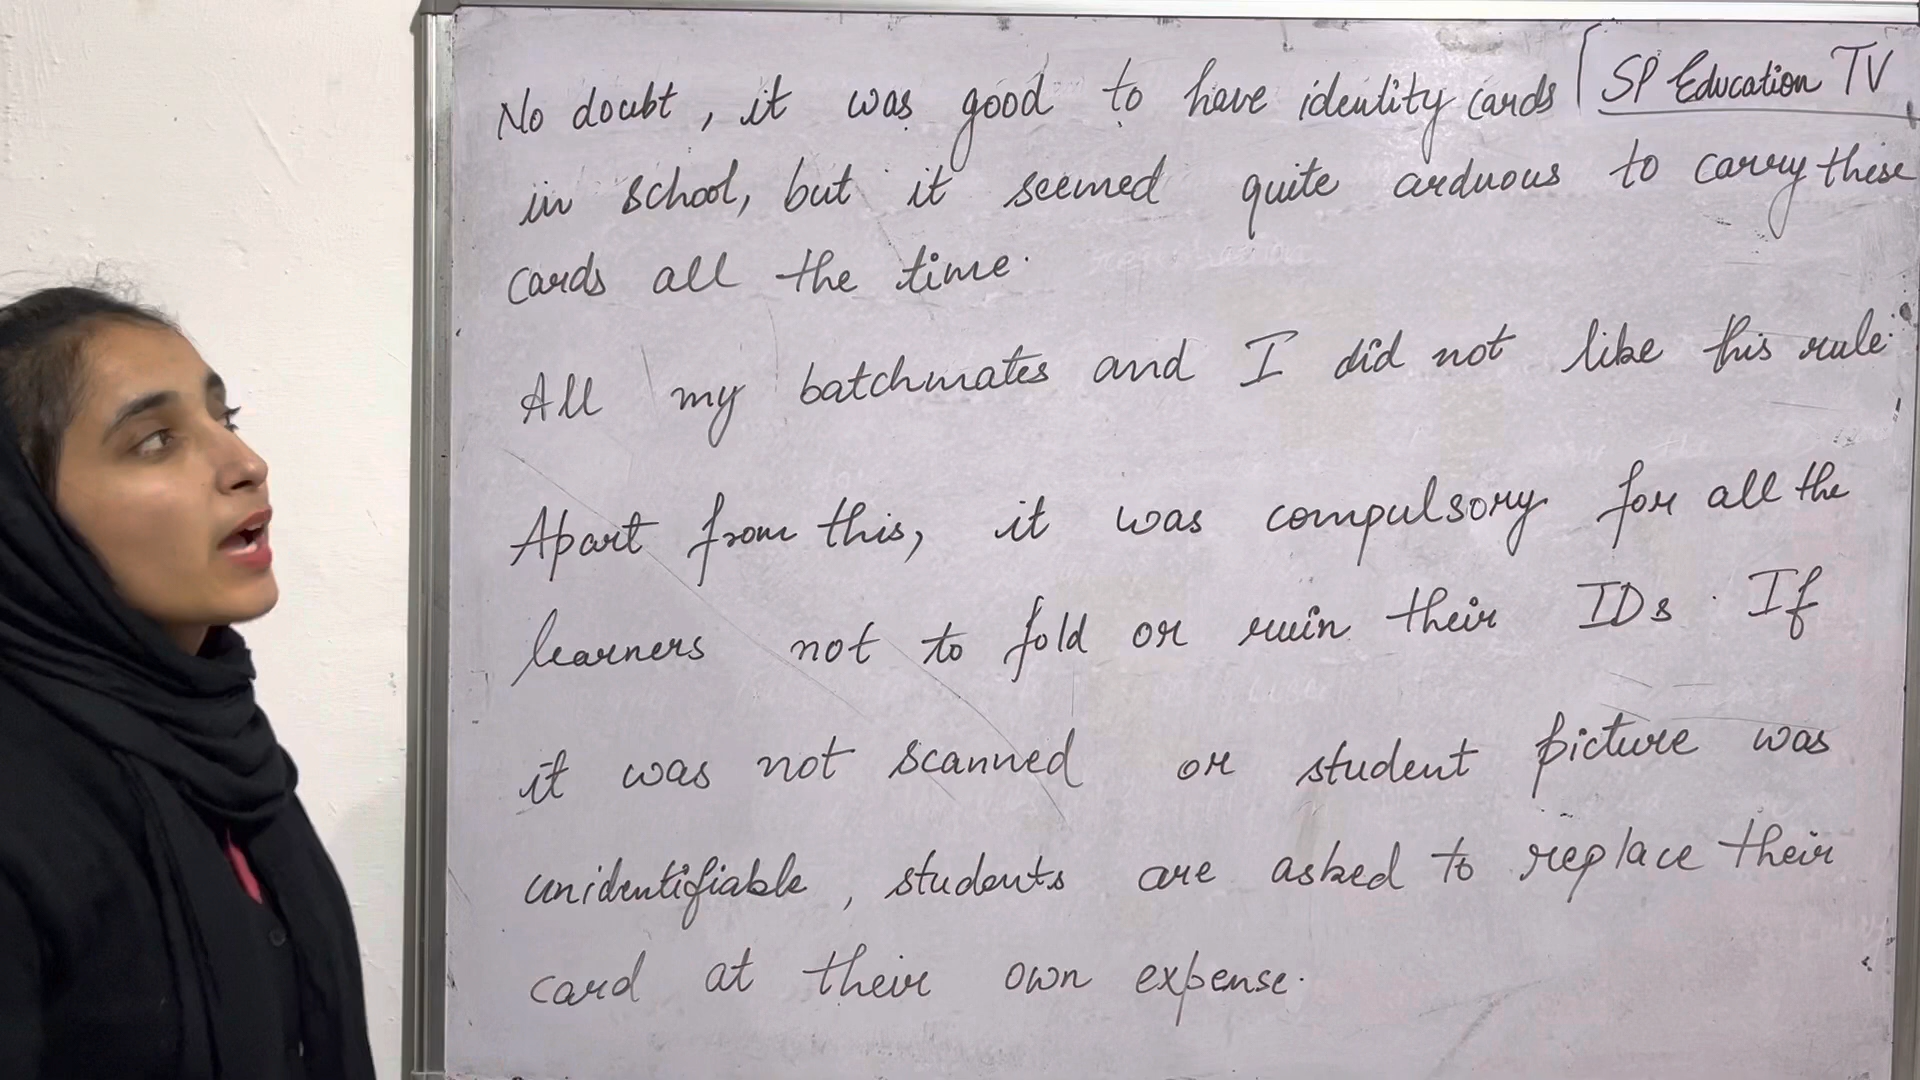 No doubt, it was good to have identity cards
SP Education TV
in school, but it seemed quite arduous to carry these
cards all the time.
All my batchmates and I did not like this rule.
Apart from this, it was compulsory for all the
learners not to fold or ruin their IDs. If
it was not scanned or student picture was
unidentifiable, students are asked to replace their
card at their own expense.